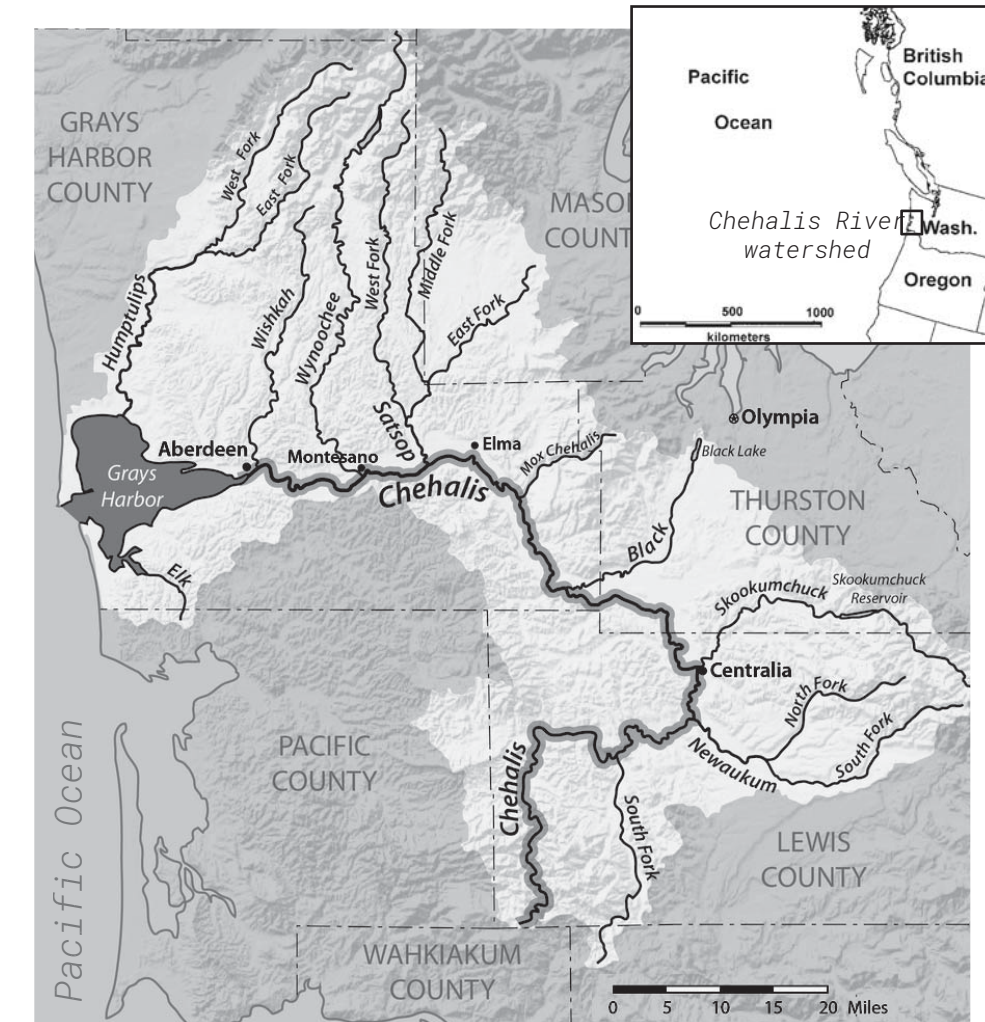 GRAYS
HARBOR
COUNTY
West Fork
East Fork
Humptulips
Wishkah
Wynoochee
West Fork
Middle Fork
East Fork
Satsop
MASO
COUNT
Pacific
Ocean
British
Columbia
Chehalis River
watershed
Wash.
Oregon
0 500 1000
kilometers
Olympia
Aberdeen
Montesano
Elma
Mox Chehalis
Black Lake
Grays
Harbor
Chehalis
Elk
Black
THURSTON
COUNTY
Skookumchuck
Skookumchuck
Reservoir
Centralia
North Fork
South Fork
Newaukum
Chehalis
South Fork
PACIFIC
COUNTY
LEWIS
COUNTY
WAHKIAKUM
COUNTY
Pacific Ocean
0 5 10 15 20 Miles